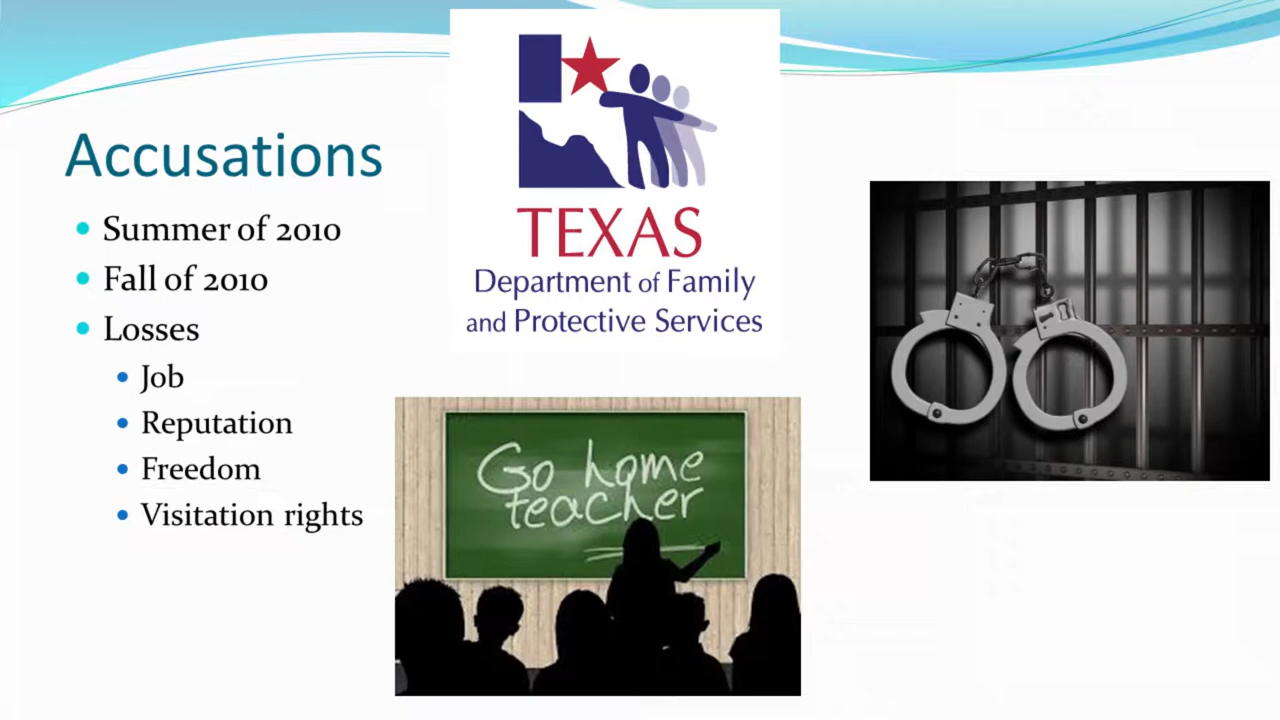 Accusations
Summer of 2010
Fall of 2010
Losses
Job
Reputation
Freedom
Visitation rights
TEXAS
Department of Family
and Protective Services
Go home
teacher